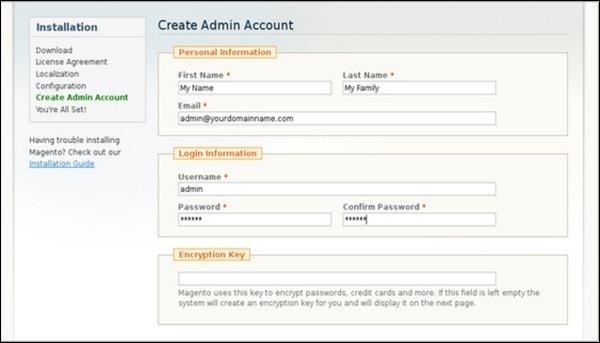 Installation
Download
License Agreement
Localization
Configuration
Create Admin Account
You're All Set!
Having trouble installing
Magento? Check out our
Installation Guide
Create Admin Account
Personal Information
First Name * Last Name *
My Name My Family
Email *
admin@yourdomainname.com
Login Information
Username *
admin
Password * Confirm Password *
****** ******
Encryption Key
Magento uses this key to encrypt passwords, credit cards and more. If this field is left empty the
system will create an encryption key for you and will display it on the next page.